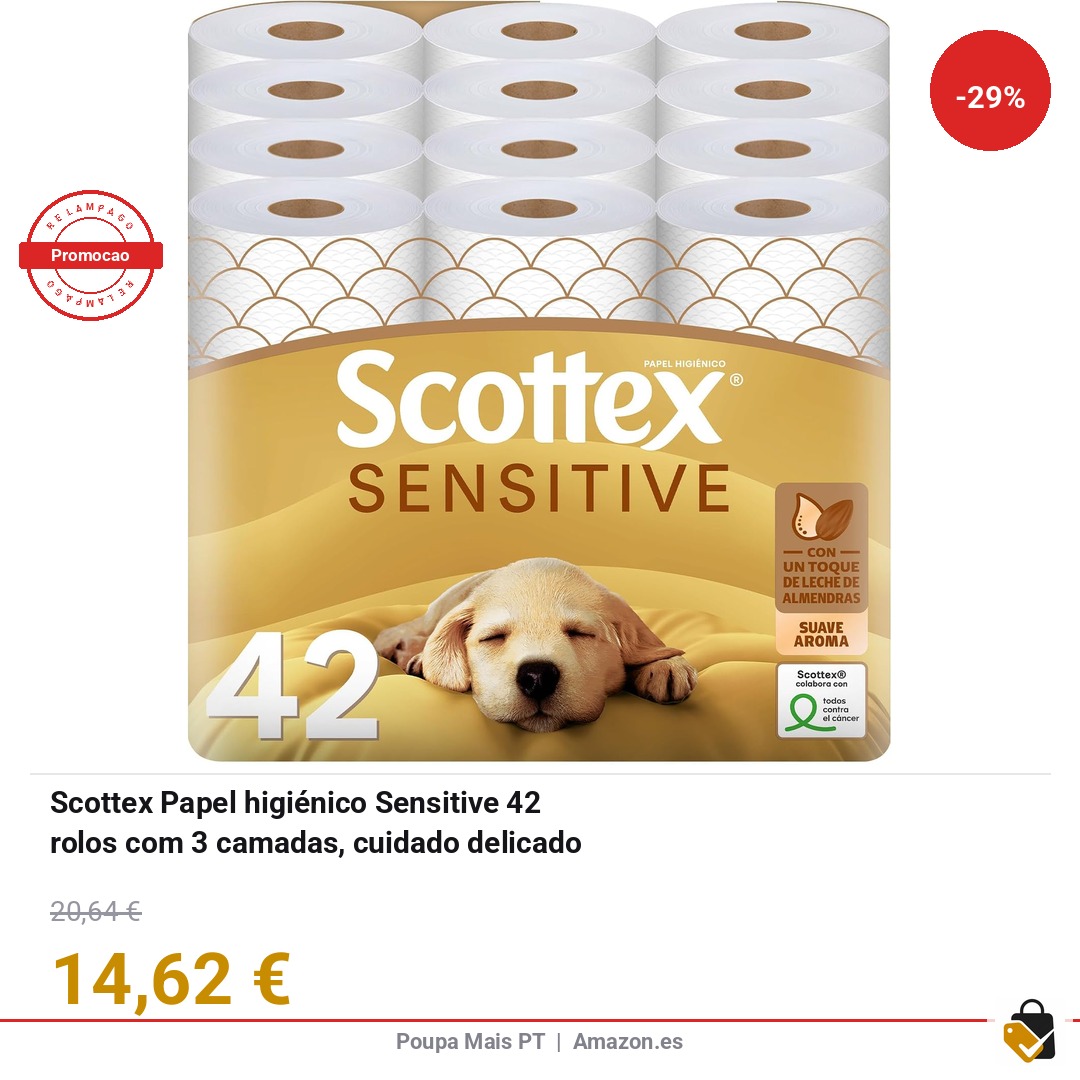 -29%
RELAMPAGO
Promocao
RELAMPAGO
PAPEL HIGIÉNICO
Scottex®
SENSITIVE
CON
UN TOQUE
DE LECHE DE
ALMENDRAS
SUAVE
AROMA
Scottex®
colabora con
todos
contra
el cáncer
42
Scottex Papel higiénico Sensitive 42
rolos com 3 camadas, cuidado delicado
20,64 €
14,62 €
Poupa Mais PT | Amazon.es